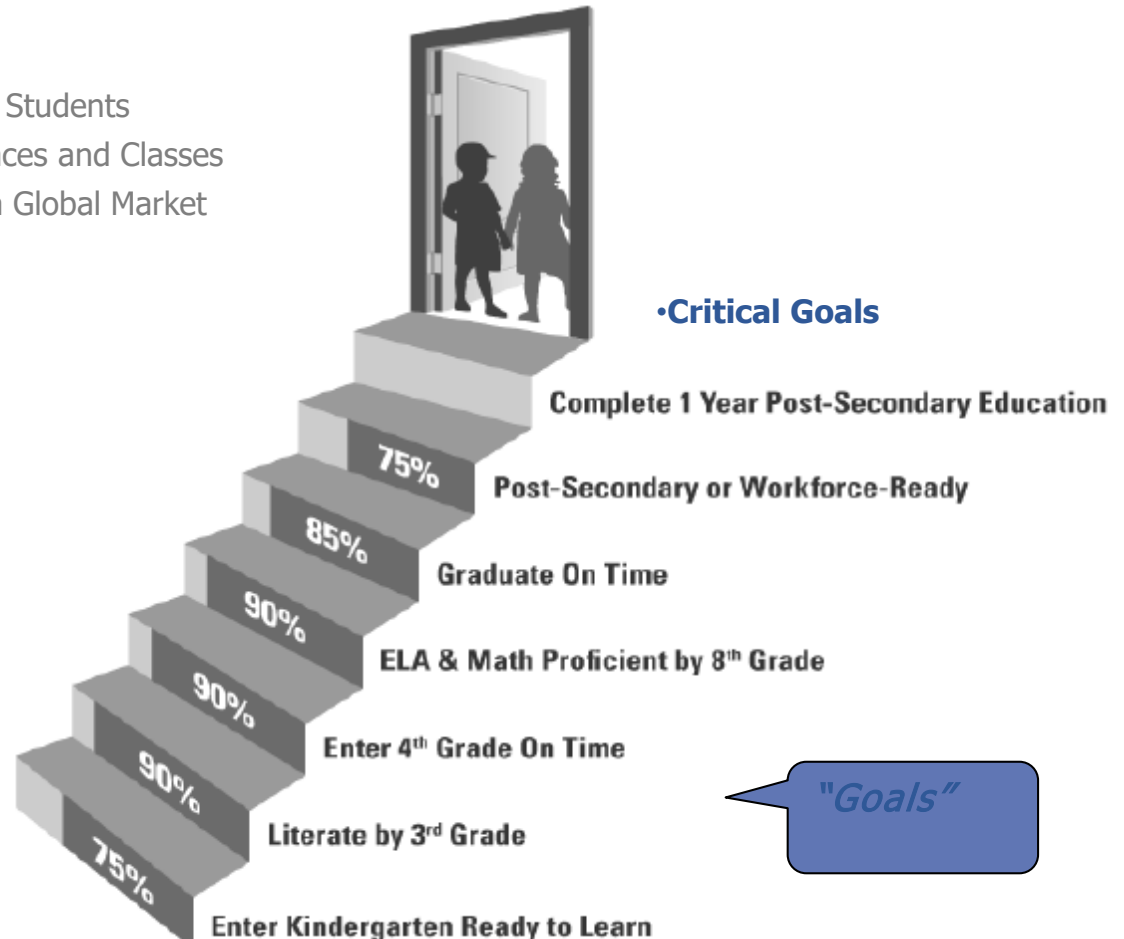 Students
ces and Classes
Global Market
•Critical Goals
Complete 1 Year Post-Secondary Education
75%
Post-Secondary or Workforce-Ready
85%
Graduate On Time
90%
ELA & Math Proficient by 8th Grade
90%
Enter 4th Grade On Time
"Goals"
90%
Literate by 3rd Grade
75%
Enter Kindergarten Ready to Learn